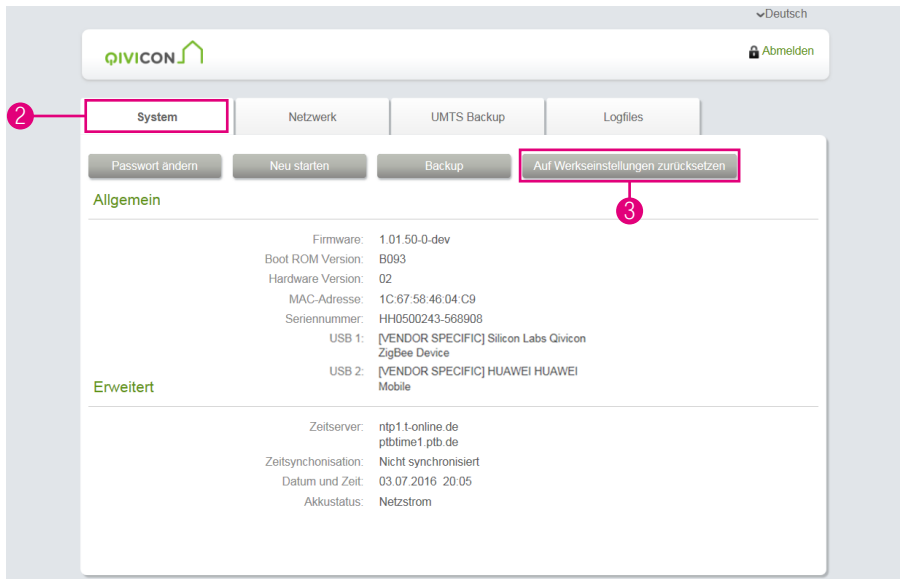 Deutsch
QIVICON
Abmelden
2
System
Netzwerk
UMTS Backup
Logfiles
Passwort ändern
Neu starten
Backup
Auf Werkseinstellungen zurücksetzen
3
Allgemein
Firmware: 1.01.50-0-dev
Boot ROM Version: B093
Hardware Version: 02
MAC-Adresse: 1C:67:58:46:04:C9
Seriennummer: HH0500243-568908
USB 1: [VENDOR SPECIFIC] Silicon Labs Qivicon
ZigBee Device
USB 2: [VENDOR SPECIFIC] HUAWEI HUAWEI
Mobile
Erweitert
Zeitserver: ntp1.t-online.de
ptbtime1.ptb.de
Zeitsynchonisation: Nicht synchronisiert
Datum und Zeit: 03.07.2016 20:05
Akkustatus: Netzstrom